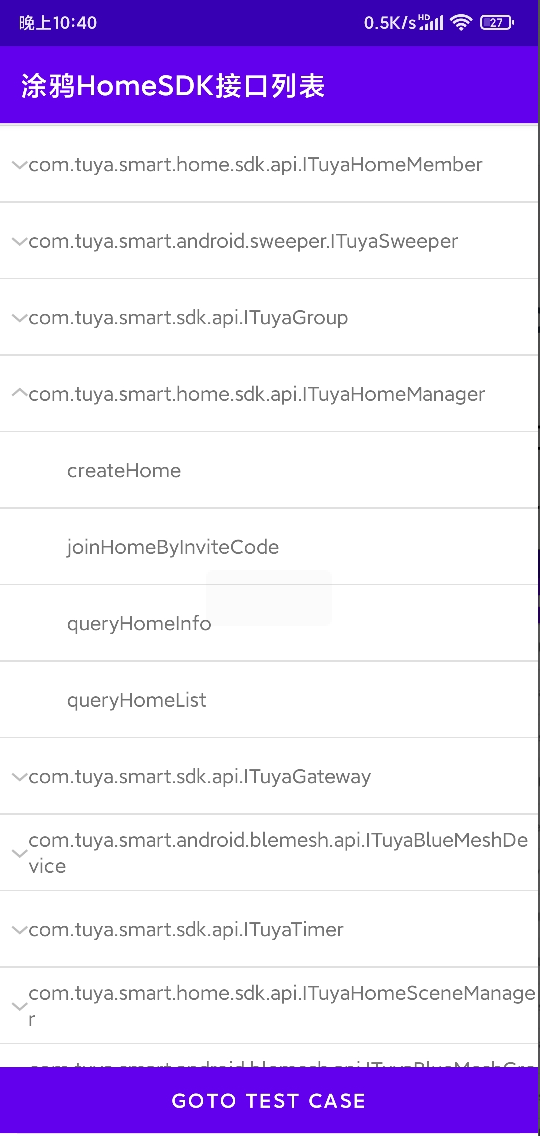 晚上10:40
0.5K/s HD 27
涂鸦HomeSDK接口列表
com.tuya.smart.home.sdk.api.ITuyaHomeMember
com.tuya.smart.android.sweeper.ITuyaSweeper
com.tuya.smart.sdk.api.ITuyaGroup
com.tuya.smart.home.sdk.api.ITuyaHomeManager
createHome
joinHomeByInviteCode
queryHomeInfo
queryHomeList
com.tuya.smart.sdk.api.ITuyaGateway
com.tuya.smart.android.blemesh.api.ITuyaBlueMeshDe
vice
com.tuya.smart.sdk.api.ITuyaTimer
com.tuya.smart.home.sdk.api.ITuyaHomeSceneManage
r
GOTO TEST CASE